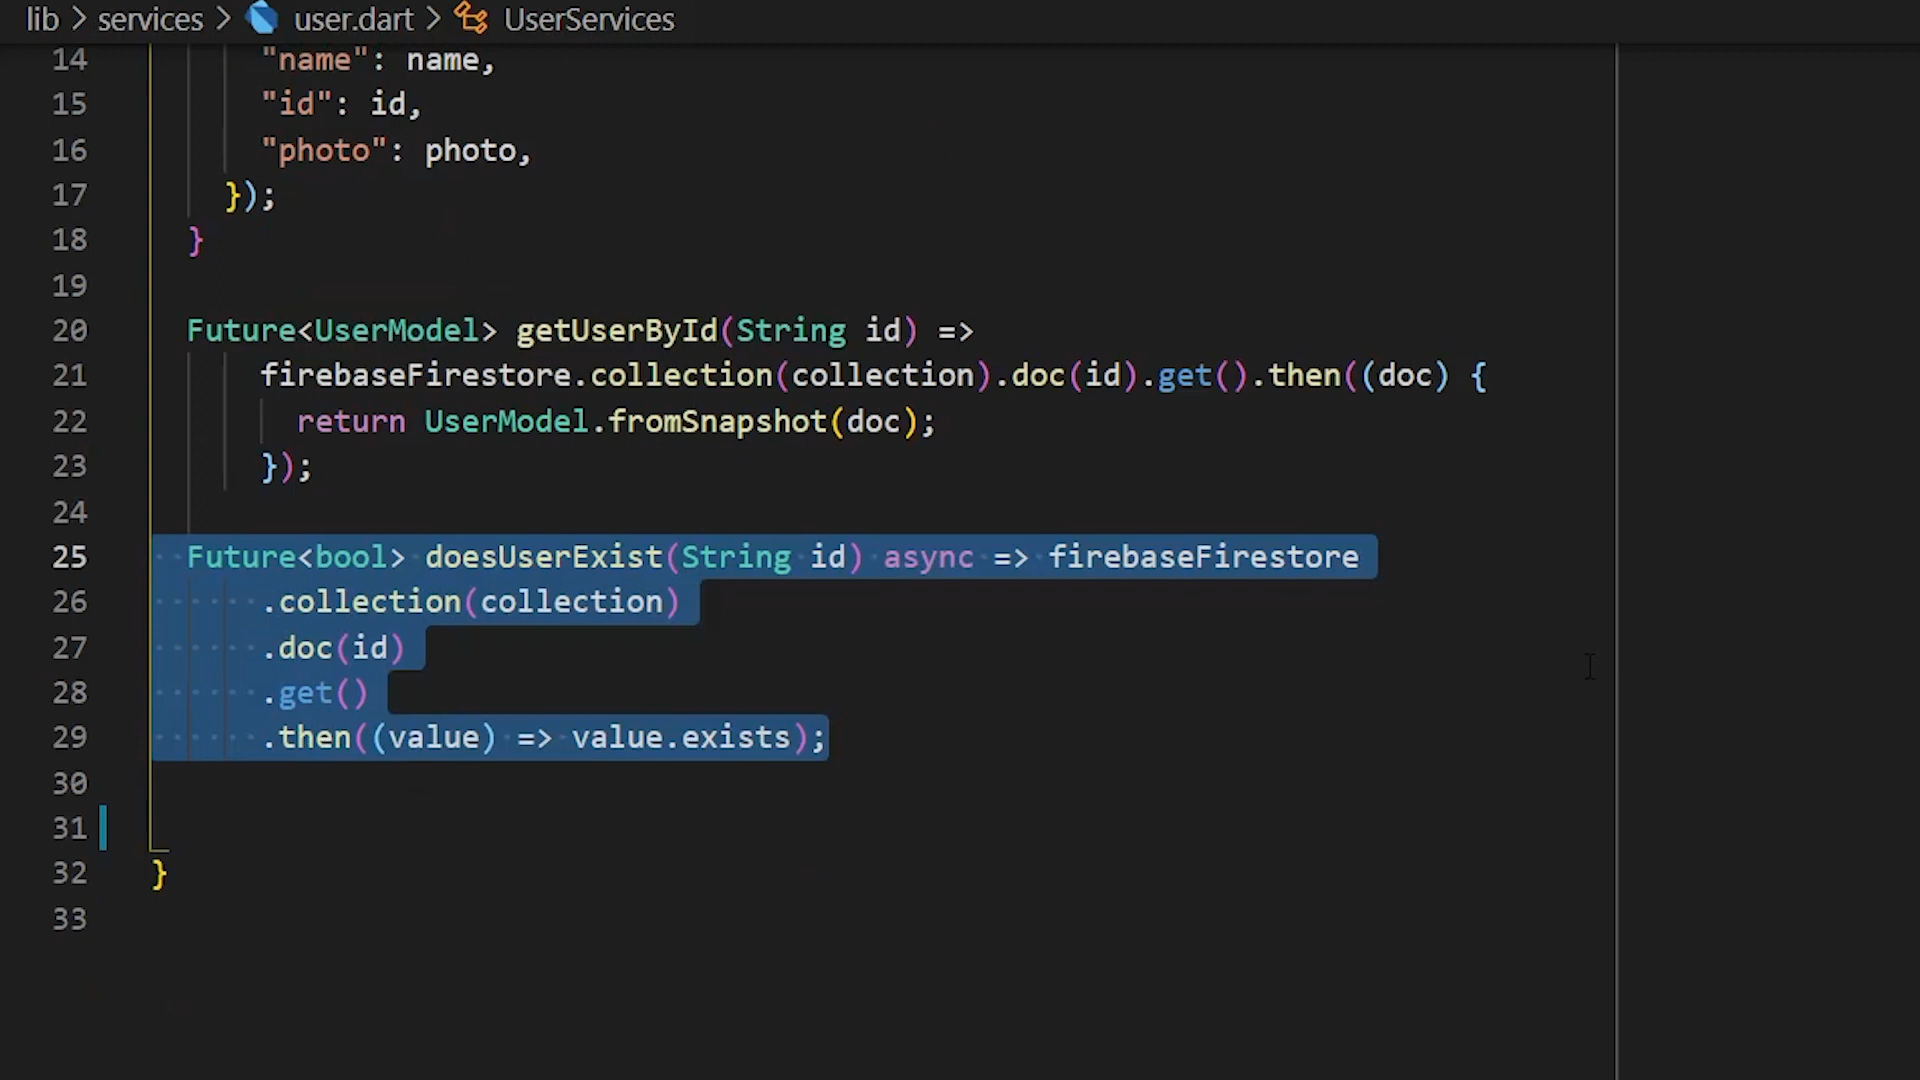 lib > services > user.dart > UserServices
14 "name": name,
15 "id": id,
16 "photo": photo,
17 });
18 }
19
20 Future<UserModel> getUserById(String id) =>
21 firebaseFirestore.collection(collection).doc(id).get().then((doc) {
22 return UserModel.fromSnapshot(doc);
23 });
24
25 Future<bool> doesUserExist(String id) async => firebaseFirestore
26 .collection(collection)
27 .doc(id)
28 .get()
29 .then((value) => value.exists);
30
31
32 }
33